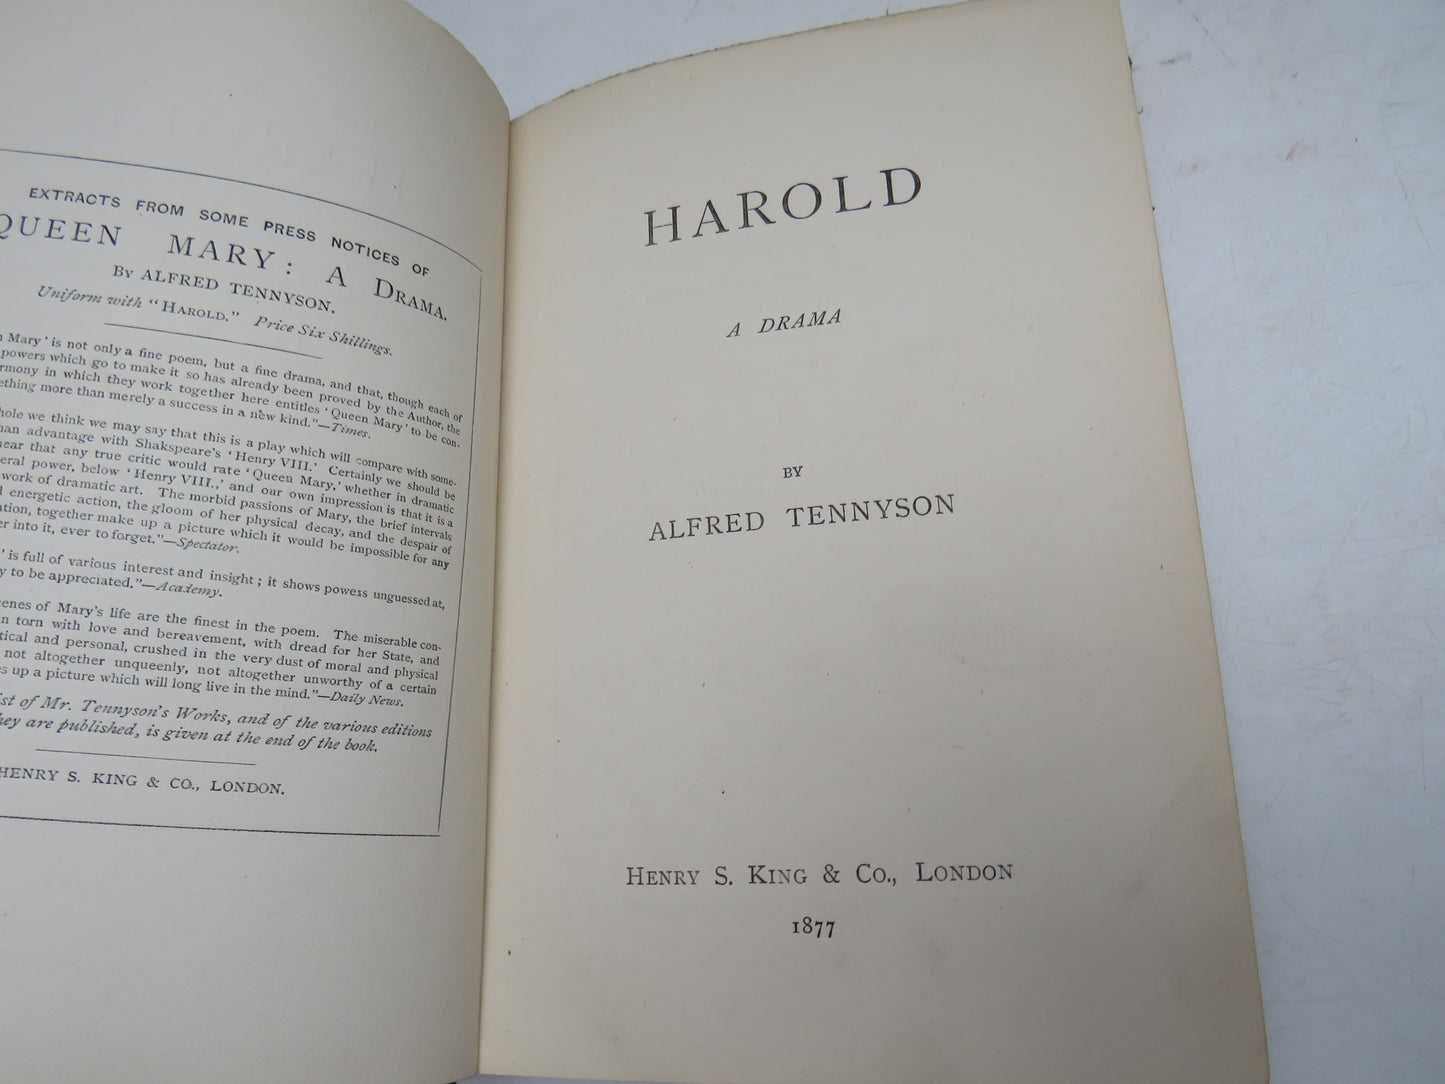 EXTRACTS FROM SOME PRESS NOTICES OF
QUEEN MARY: A DRAMA.
BY ALFRED TENNYSON.
Uniform with "HAROLD." Price Six Shillings.
Mary' is not only a fine poem, but a fine drama, and that, though each of
powers which go to make it so has already been proved by the Author, the
in which they work together here entitles 'Queen Mary' to be con-
more than merely a success in a new kind."—Times.
we think we may say that this is a play which will compare with some-
advantage with Shakspeare's 'Henry VIII.' Certainly we should be
that any true critic would rate 'Queen Mary,' whether in dramatic
power, below 'Henry VIII.,' and our own impression is that it is a
work of dramatic art. The morbid passions of Mary, the brief intervals
energetic action, the gloom of her physical decay, and the despair of
together make up a picture which it would be impossible for any
into it, ever to forget."—Spectator.
' is full of various interest and insight; it shows powers unguessed at,
to be appreciated."—Academy.
of Mary's life are the finest in the poem. The miserable con-
torn with love and bereavement, with dread for her State, and
and personal, crushed in the very dust of moral and physical
not altogether unqueenly, not altogether unworthy of a certain
up a picture which will long live in the mind."—Daily News.
of Mr. Tennyson's Works, and of the various editions
are published, is given at the end of the book.
HENRY S. KING & CO., LONDON.
HAROLD
A DRAMA
BY
ALFRED TENNYSON
HENRY S. KING & CO., LONDON
1877